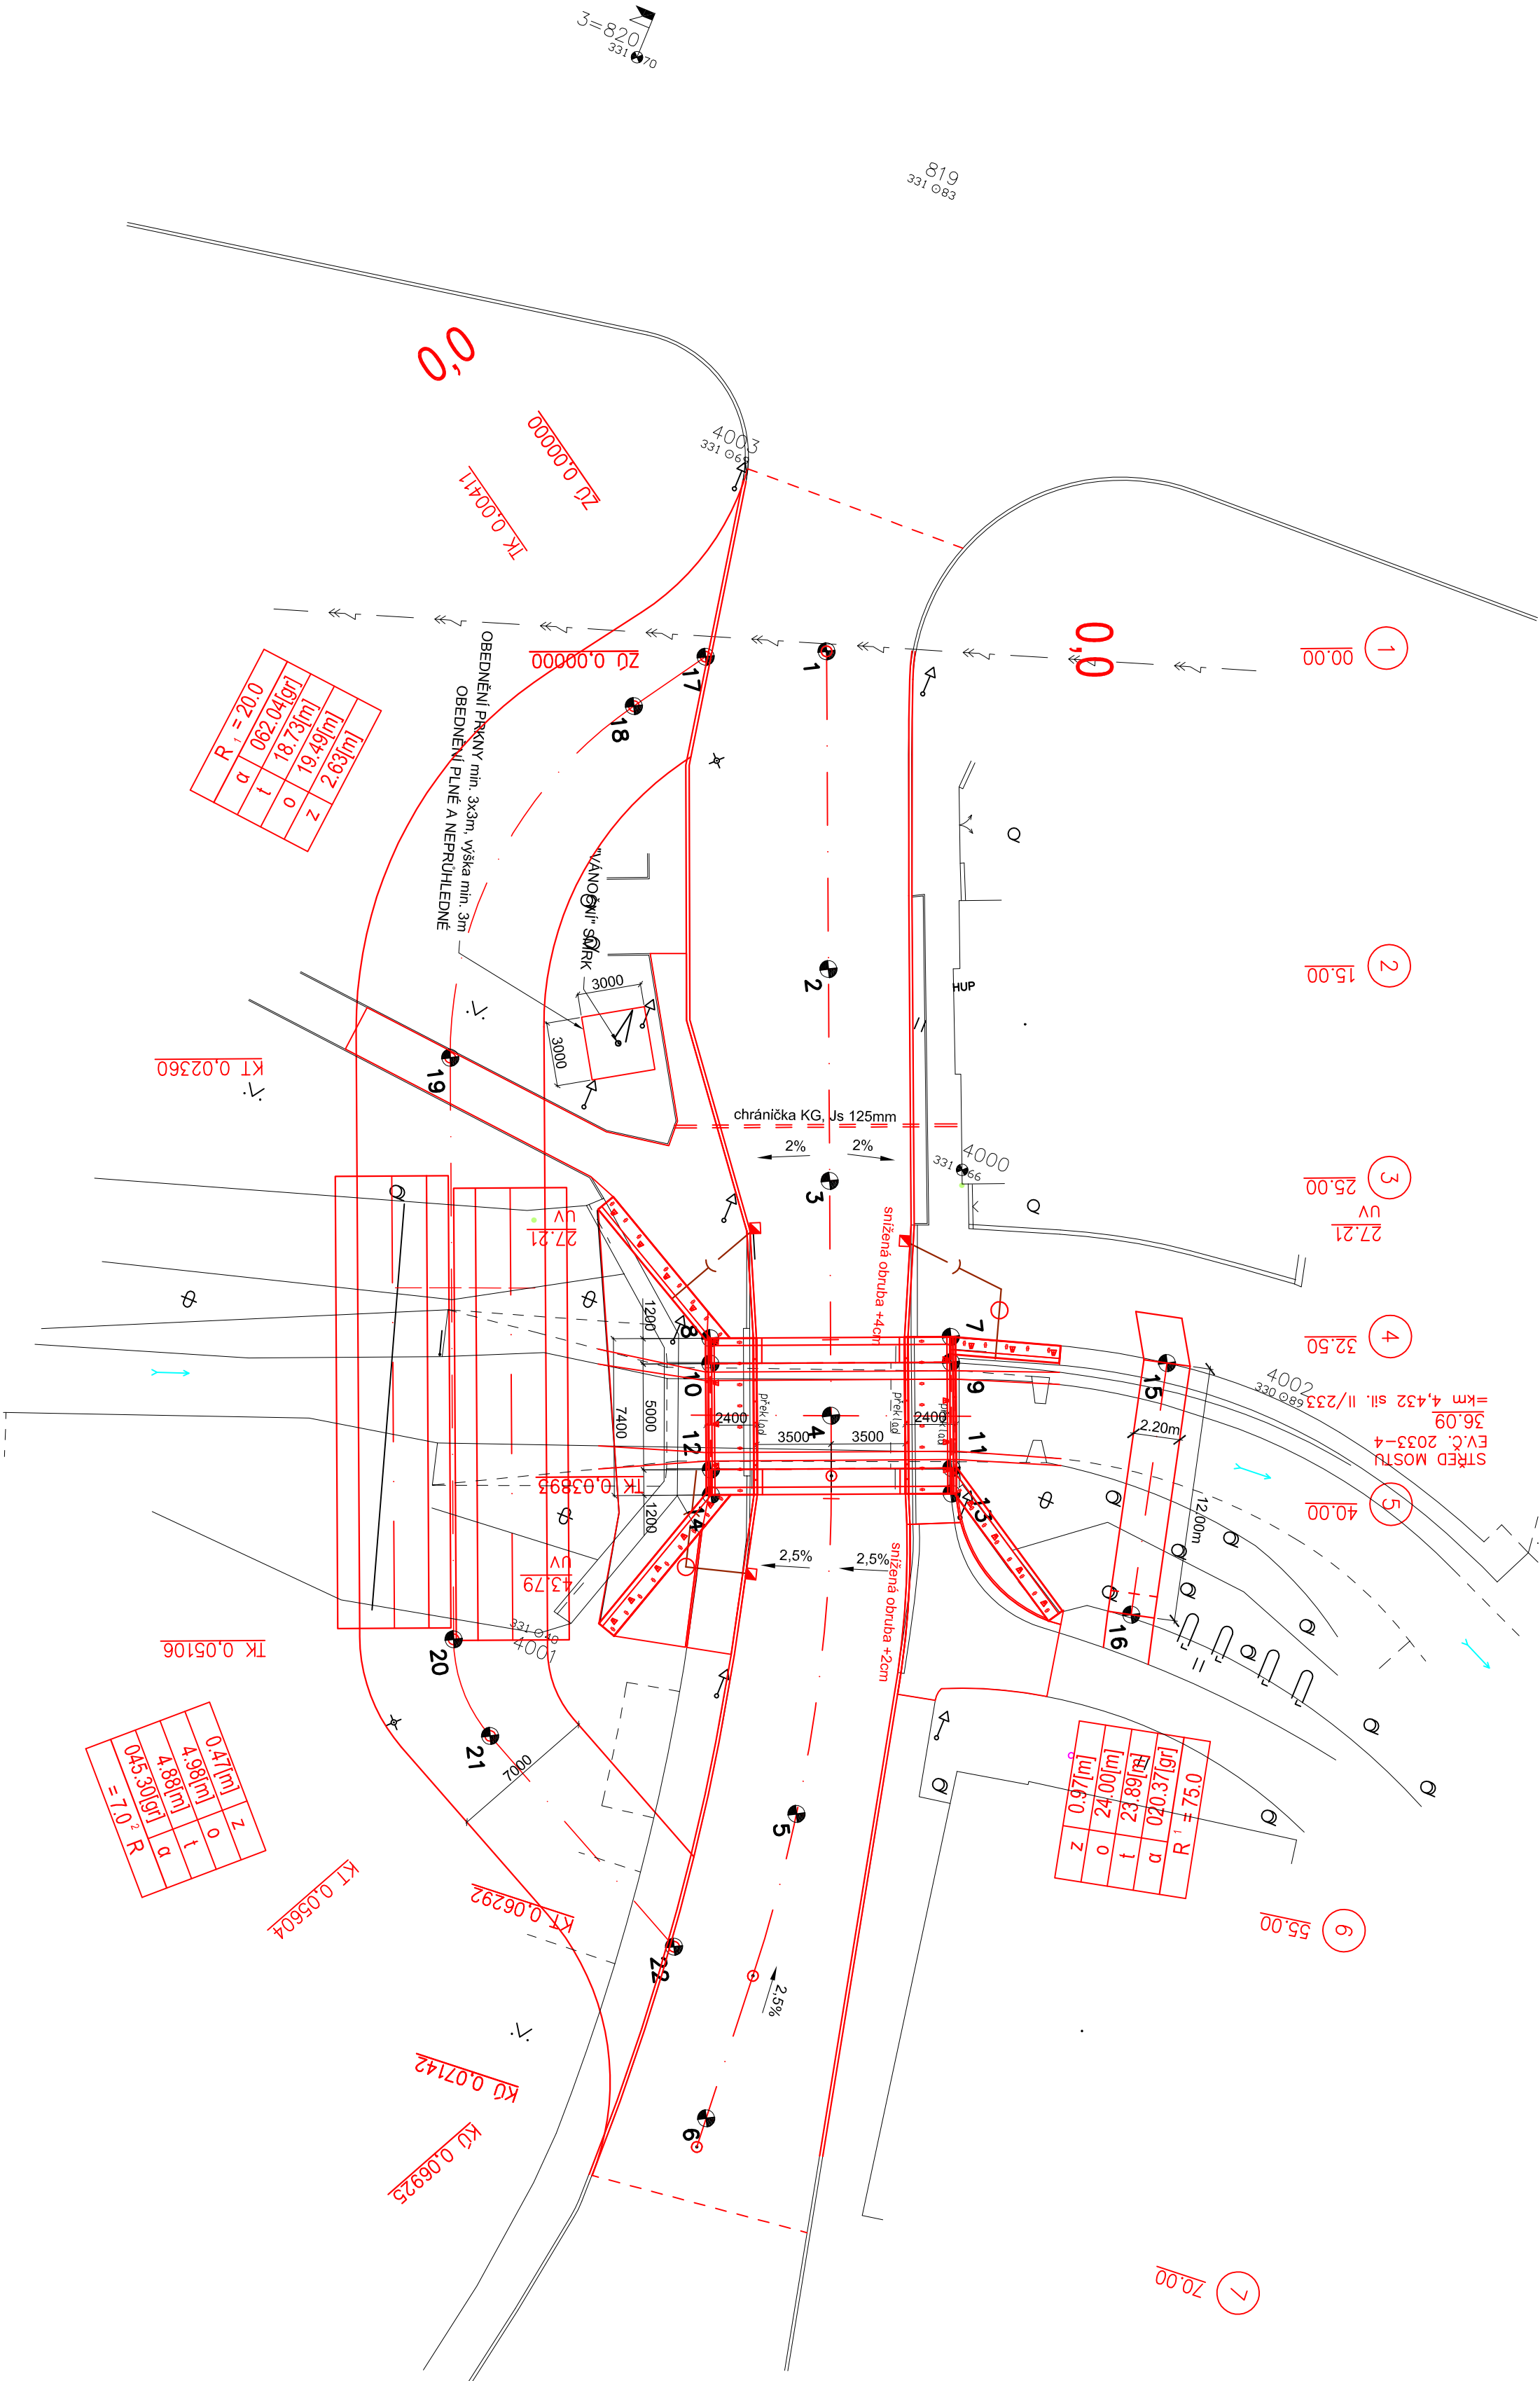 3=820
331 70
819
331 83
0,0
ZÚ 0,00000
TK 0,00411
4003
331 69
ZÚ 0,00000
17
18
1
0,0
1
00.00
R 1 = 20.0
α 062.04[gr]
t 18.73[m]
o 19.49[m]
z 2.63[m]
OBEDNĚNÍ PRKNY min. 3x3m, výška min. 3m
OBEDNĚNÍ PLNÉ A NEPRŮHLEDNÉ
"VÁNOČNÍ" SMRK
3000
3000
2
HUP
2
15.00
KT 0,02360
19
chránička KG, Js 125mm
2%
2%
3
4000
331 66
3
25.00
UV
27.21
UV
27.21
snížená obruba +4cm
8
1200
10
7
9
4
32.50
15
4002
330 89
2.20m
=km 4,432 sil. II/233
36.09
EV.Č. 2033-4
STŘED MOSTU
5000
7400
2400
překlad
3500
3500
4
překlad
2400
překlad
12
11
TK 0,03893
1200
14
13
12.00m
5
40.00
UV
43.79
2,5%
2,5%
snížená obruba +2cm
331 40
4001
16
TK 0,05106
20
21
7000
0.47[m] z
4.98[m] o
4.88[m] t
045.30[gr] α
= 7.0 2 R
5
z 0.97[m]
o 24.00[m]
t 23.89[m]
α 020.37[gr]
R 1 = 75.0
KT 0,05604
KT 0,06292
22
2,5%
6
55.00
KÚ 0,07142
6
KÚ 0,06925
7
70.00